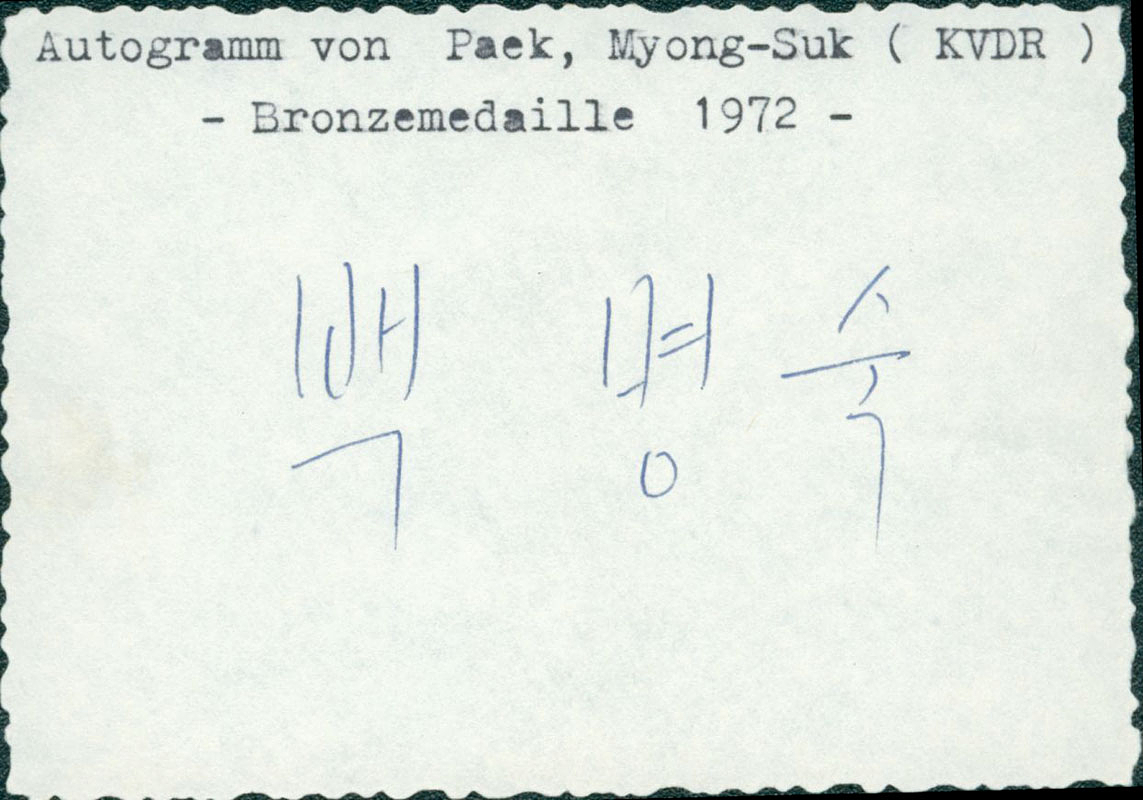 Autogramm von Paek, Myong-Suk ( KVDR )
- Bronzemedaille 1972 -
백 명숙